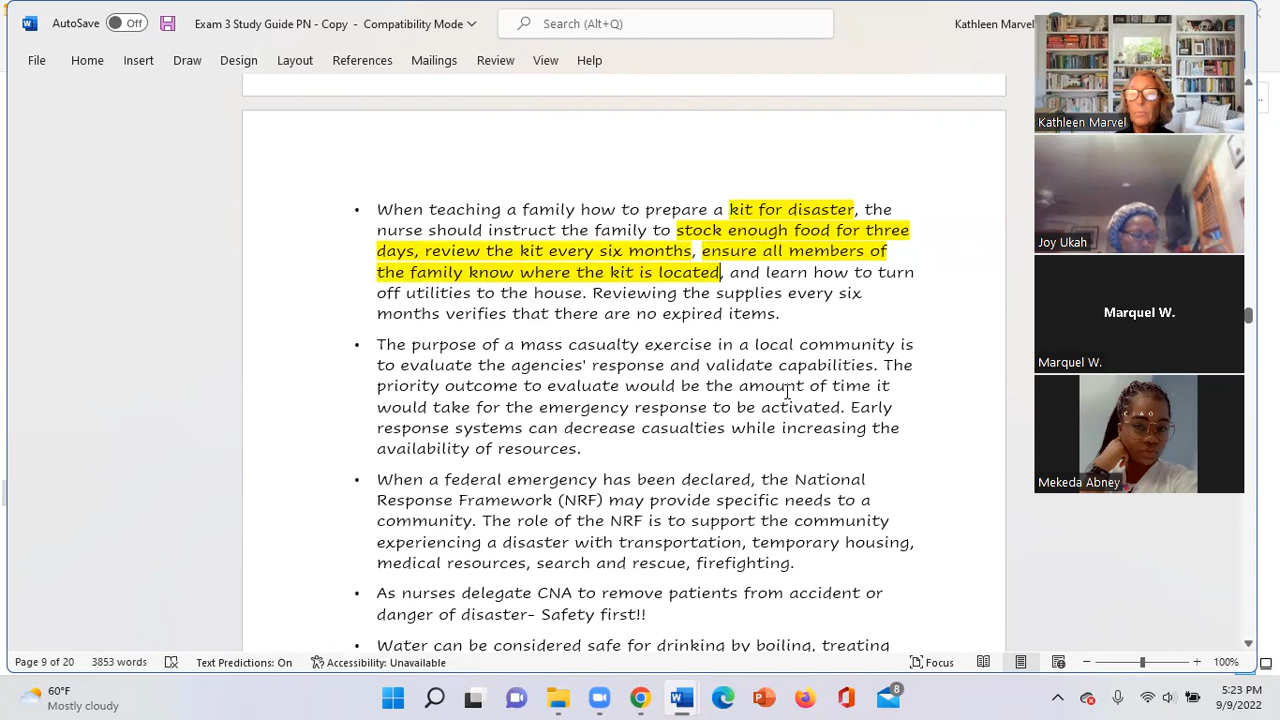 AutoSave Off Exam 3 Study Guide PN - Copy - Compatibility Mode Search (Alt+Q) Kathleen Marvel
File Home Insert Draw Design Layout References Mailings Review View Help
• When teaching a family how to prepare a kit for disaster, the
nurse should instruct the family to stock enough food for three
days, review the kit every six months, ensure all members of
the family know where the kit is located, and learn how to turn
off utilities to the house. Reviewing the supplies every six
months verifies that there are no expired items.
• The purpose of a mass casualty exercise in a local community is
to evaluate the agencies' response and validate capabilities. The
priority outcome to evaluate would be the amount of time it
would take for the emergency response to be activated. Early
response systems can decrease casualties while increasing the
availability of resources.
• When a federal emergency has been declared, the National
Response Framework (NRF) may provide specific needs to a
community. The role of the NRF is to support the community
experiencing a disaster with transportation, temporary housing,
medical resources, search and rescue, firefighting.
• As nurses delegate CNA to remove patients from accident or
danger of disaster- Safety first!!
• Water can be considered safe for drinking by boiling, treating
Kathleen Marvel
Joy Ukah
Marquel W.
Marquel W.
CIAO
Mekeda Abney
Page 9 of 20 3853 words Text Predictions: On Accessibility: Unavailable Focus 100%
60°F
Mostly cloudy
8
5:23 PM
9/9/2022